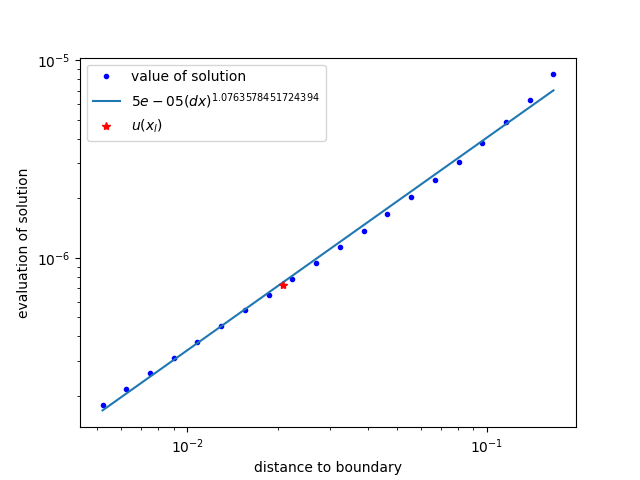 10⁻⁵
value of solution
5e − 05(dx)^1.0763578451724394
u(x_l)
evaluation of solution
10⁻⁶
10⁻² 10⁻¹
distance to boundary